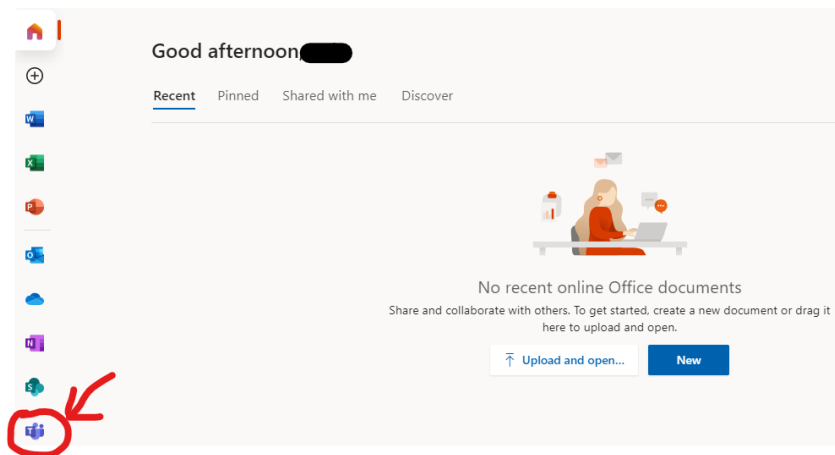 Good afternoon,
Recent Pinned Shared with me Discover
No recent online Office documents
Share and collaborate with others. To get started, create a new document or drag it
here to upload and open.
Upload and open... New